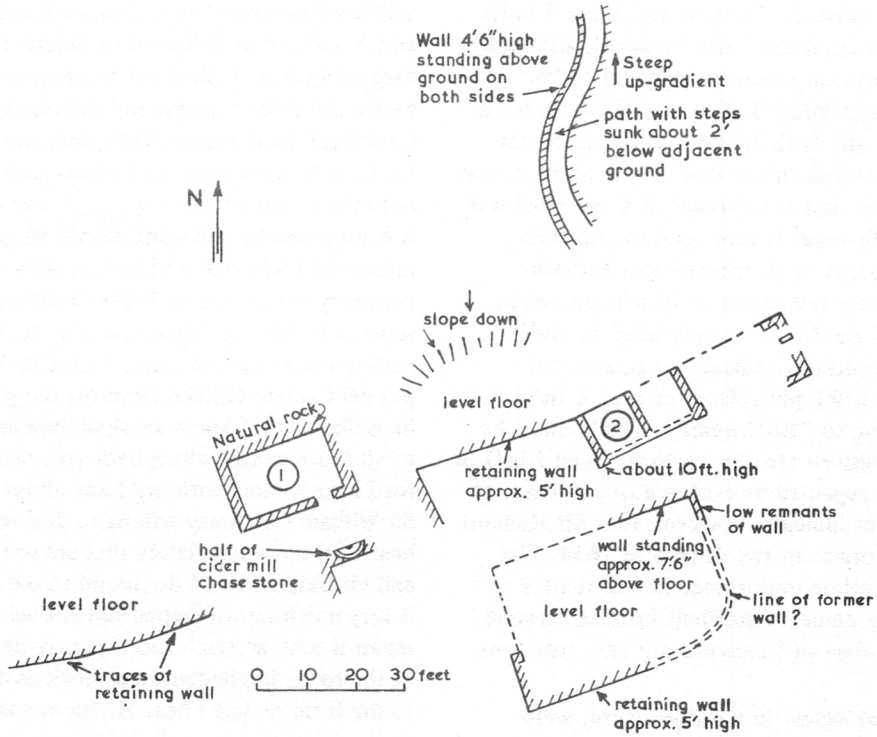 Wall 4'6" high
standing above
ground on
both sides
Steep
up-gradient
path with steps
sunk about 2'
below adjacent
ground
N
slope down
level floor
Natural rock?
1
2
retaining wall
approx. 5' high
about 10ft. high
low remnants
of wall
half of
cider mill
chase stone
wall standing
approx. 7'6"
above floor
level floor
level floor
line of former
wall?
traces of
retaining wall
0 10 20 30 feet
retaining wall
approx. 5' high